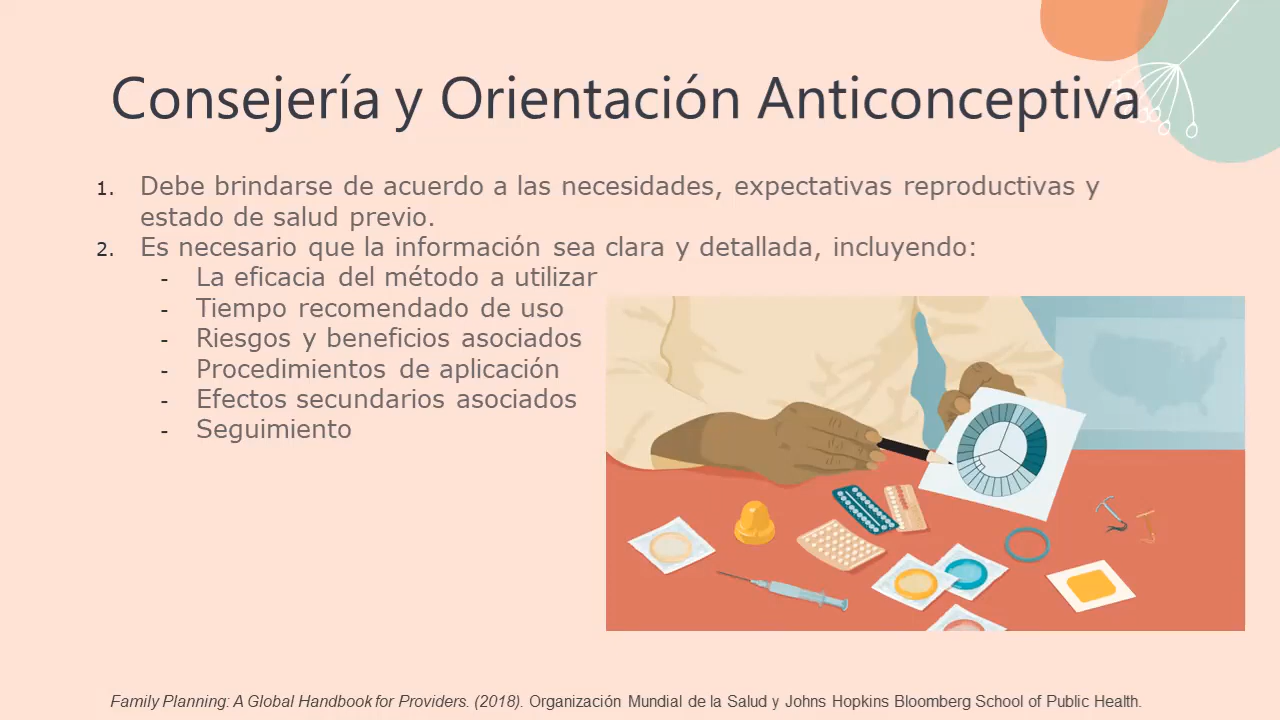 Consejería y Orientación Anticonceptiva
1. Debe brindarse de acuerdo a las necesidades, expectativas reproductivas y
estado de salud previo.
2. Es necesario que la información sea clara y detallada, incluyendo:
- La eficacia del método a utilizar
- Tiempo recomendado de uso
- Riesgos y beneficios asociados
- Procedimientos de aplicación
- Efectos secundarios asociados
- Seguimiento
Family Planning: A Global Handbook for Providers. (2018). Organización Mundial de la Salud y Johns Hopkins Bloomberg School of Public Health.